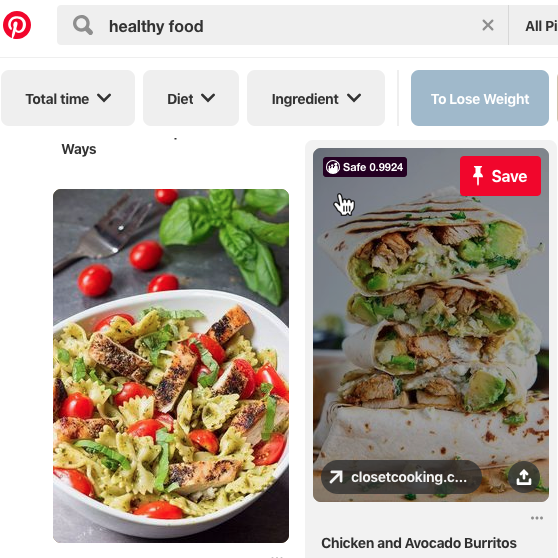 healthy food
All Pi
Total time
Diet
Ingredient
To Lose Weight
Ways
Safe 0.9924
Save
closetcooking.c...
Chicken and Avocado Burritos